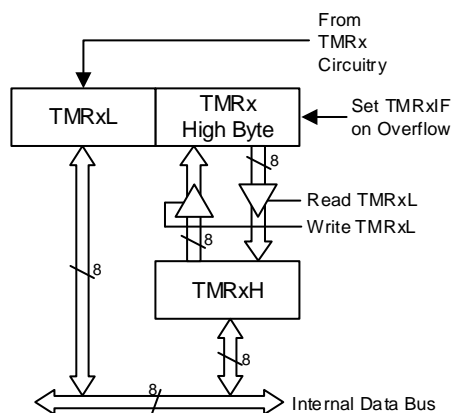 From
TMRx
Circuitry
TMRxL
TMRx
High Byte
Set TMRxIF
on Overflow
8
8
Read TMRxL
Write TMRxL
8
TMRxH
8
8
Internal Data Bus